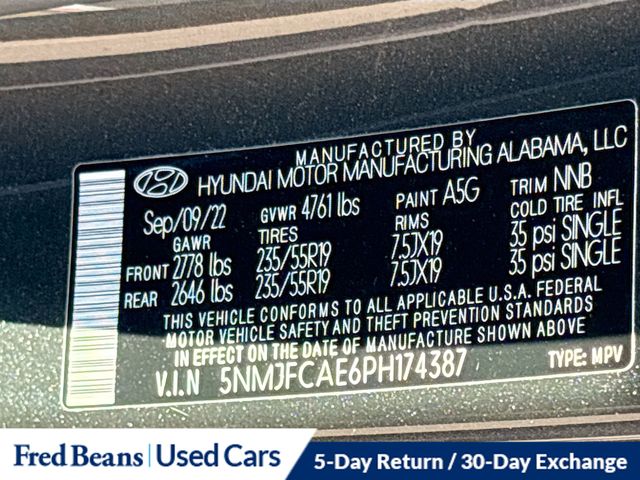 MANUFACTURED BY
HYUNDAI MOTOR MANUFACTURING ALABAMA, LLC
Sep/09/22 GVWR 4761 lbs PAINT A5G TRIM NNB
GAWR TIRES RIMS COLD TIRE INFL
FRONT 2778 lbs 235/55R19 7.5JX19 35 psi SINGLE
REAR 2646 lbs 235/55R19 7.5JX19 35 psi SINGLE
THIS VEHICLE CONFORMS TO ALL APPLICABLE U.S.A. FEDERAL
MOTOR VEHICLE SAFETY AND THEFT PREVENTION STANDARDS
IN EFFECT ON THE DATE OF MANUFACTURE SHOWN ABOVE
V.I.N 5NMJFCAE6PH174387 TYPE: MPV
Fred Beans | Used Cars 5-Day Return / 30-Day Exchange